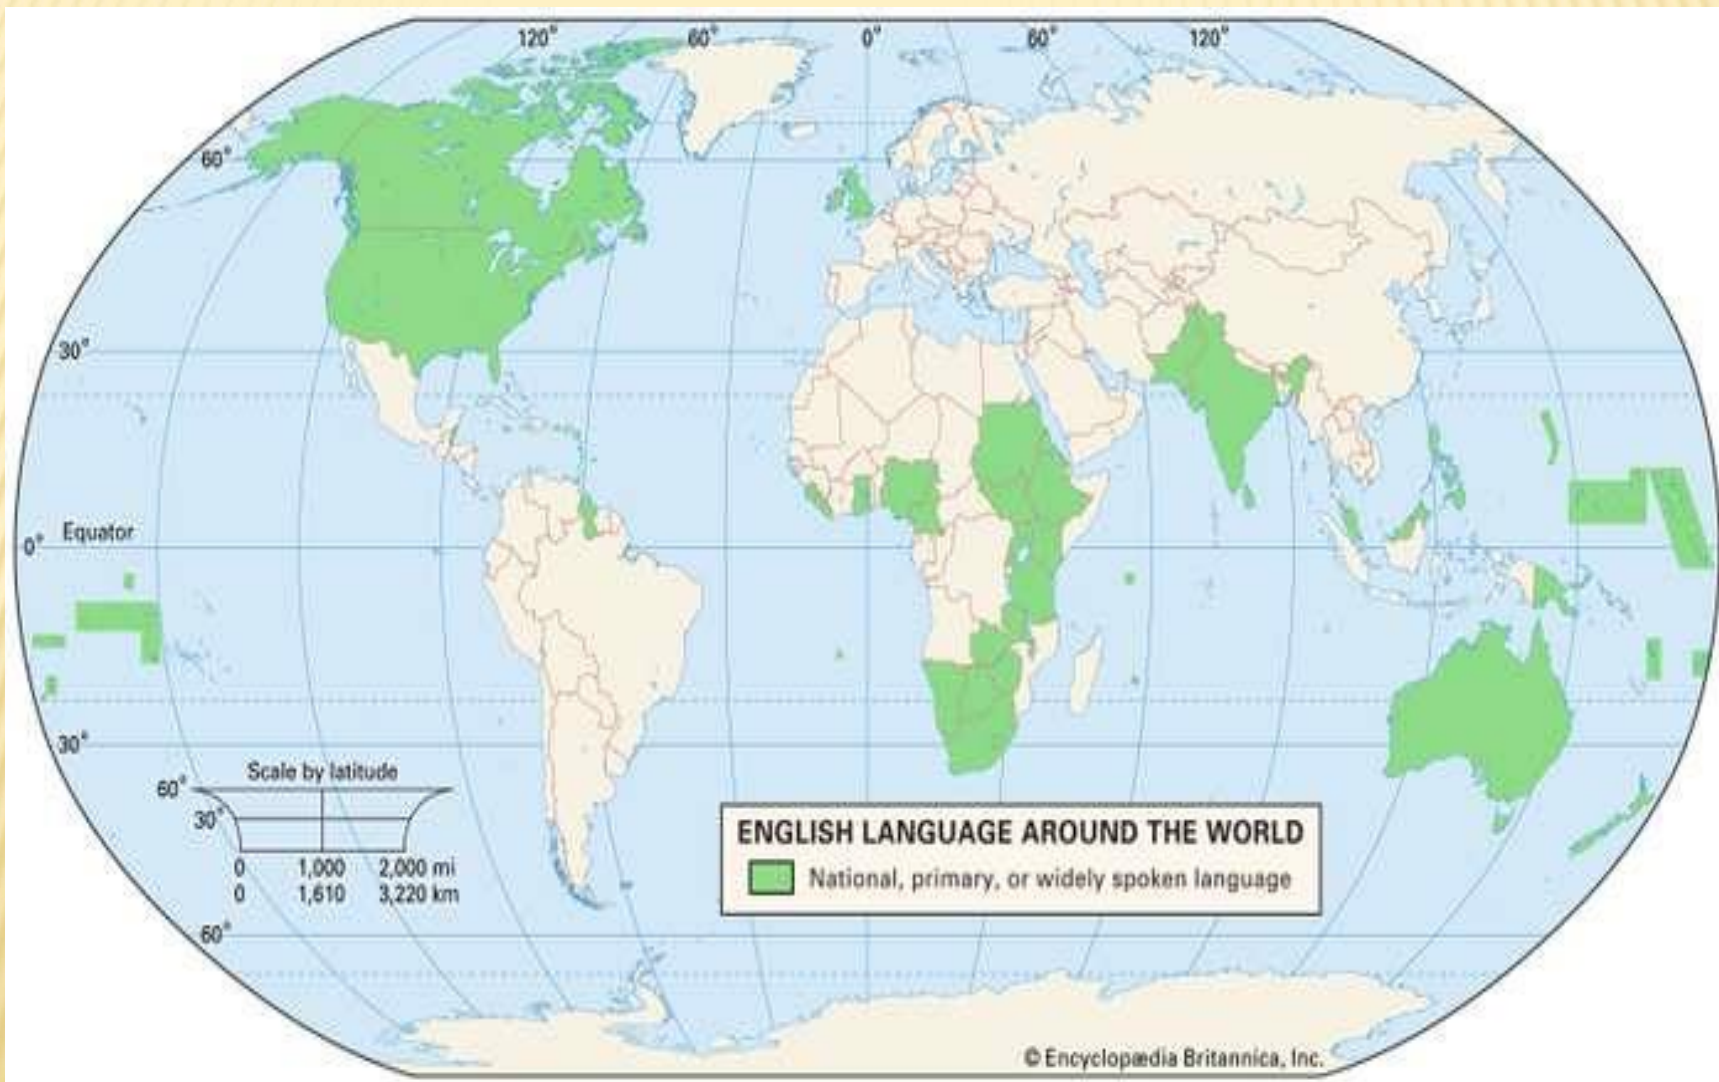 120° 60° 0° 60° 120°
60°
30°
0° Equator
30°
Scale by latitude
60°
30°
0 1,000 2,000 mi
0 1,610 3,220 km
ENGLISH LANGUAGE AROUND THE WORLD
National, primary, or widely spoken language
60°
© Encyclopædia Britannica, Inc.